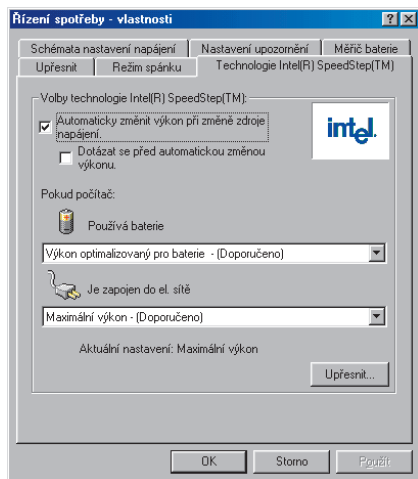 Řízení spotřeby - vlastnosti
Schémata nastavení napájení
Nastavení upozornění
Měřič baterie
Upřesnit
Režim spánku
Technologie Intel(R) SpeedStep(TM)
Volby technologie Intel(R) SpeedStep(TM):
Automaticky změnit výkon při změně zdroje
napájení.
intel.
Dotázat se před automatickou změnou
výkonu.
Pokud počítač:
Používá baterie
Výkon optimalizovaný pro baterie - (Doporučeno)
Je zapojen do el. sítě
Maximální výkon - (Doporučeno)
Aktuální nastavení: Maximální výkon
Upřesnit...
OK
Storno
Použít